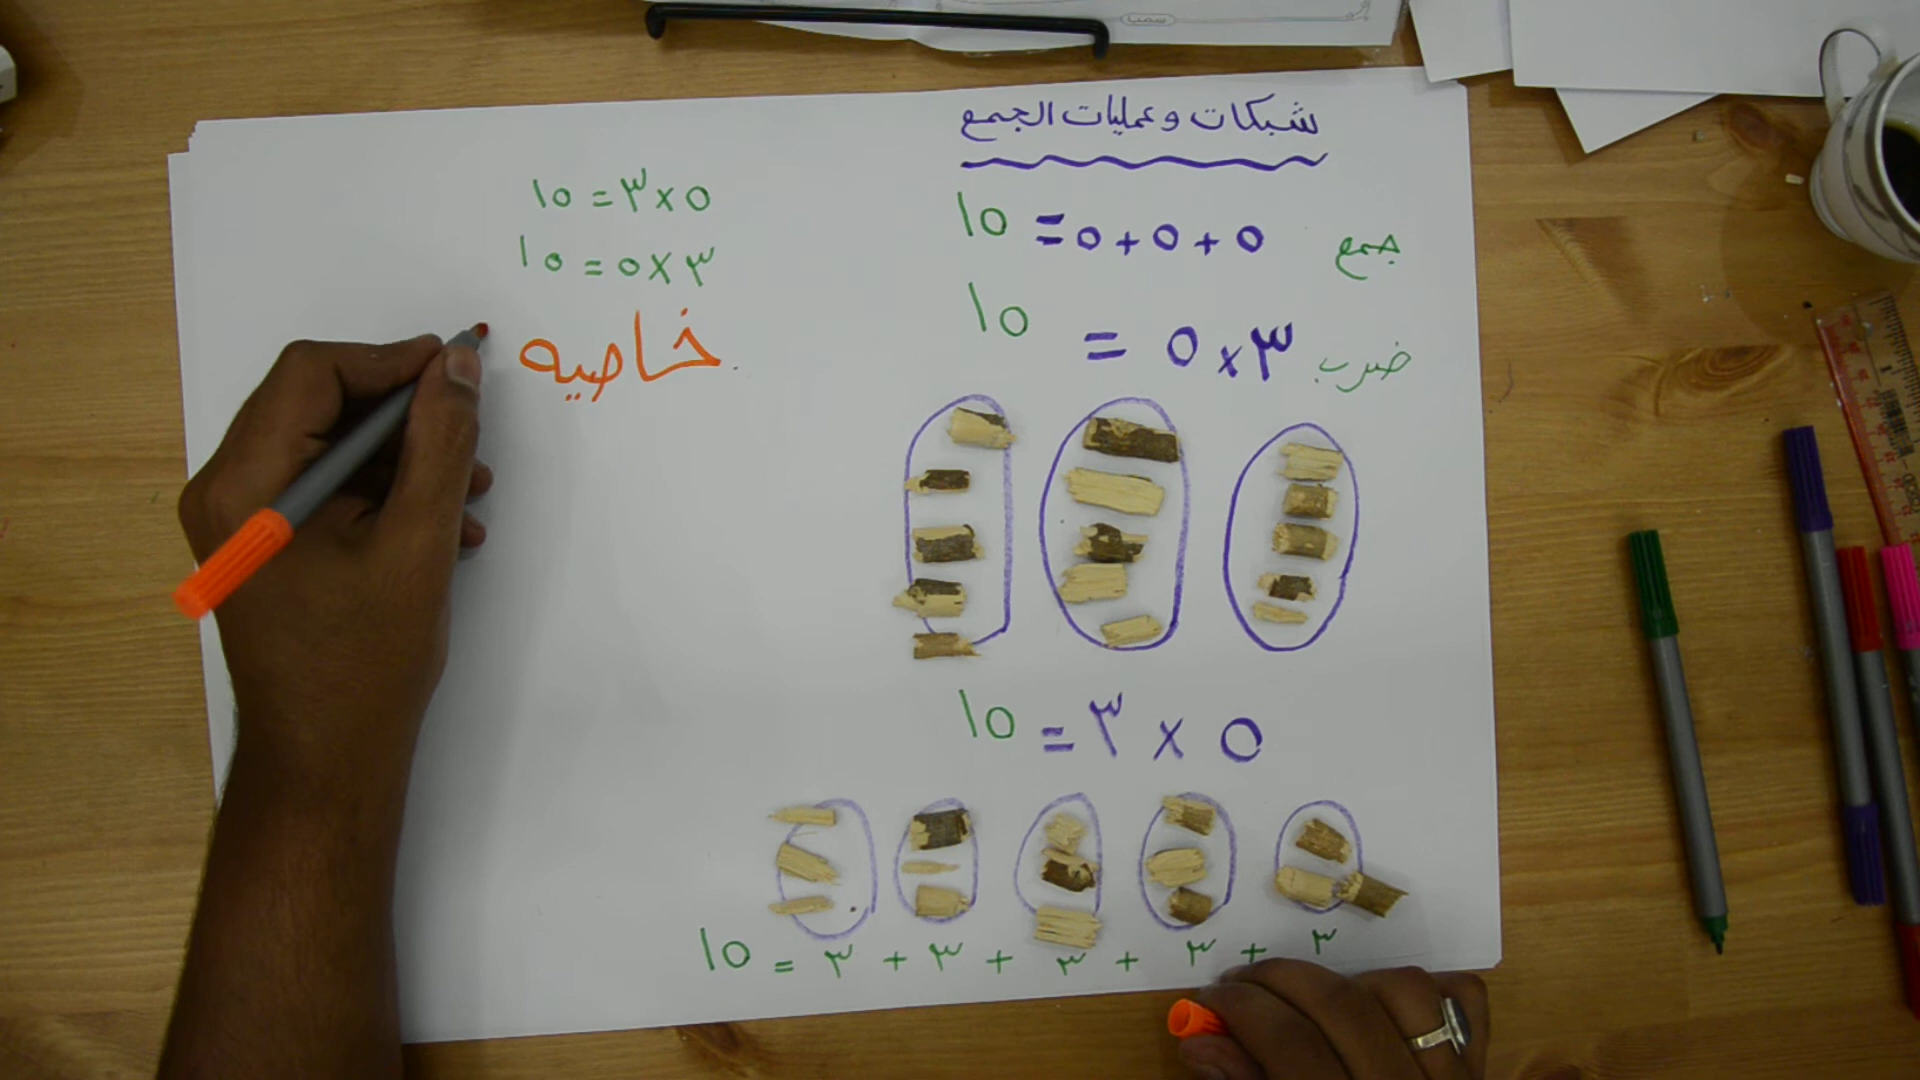 شبكات وعمليات الجمع
جمع ٥ + ٥ + ٥ = ١٥
ضرب ٣ × ٥ = ١٥
٥ × ٣ = ١٥
٣ + ٣ + ٣ + ٣ + ٣ = ١٥
٥ × ٣ = ١٥
٣ × ٥ = ١٥
خاصيه